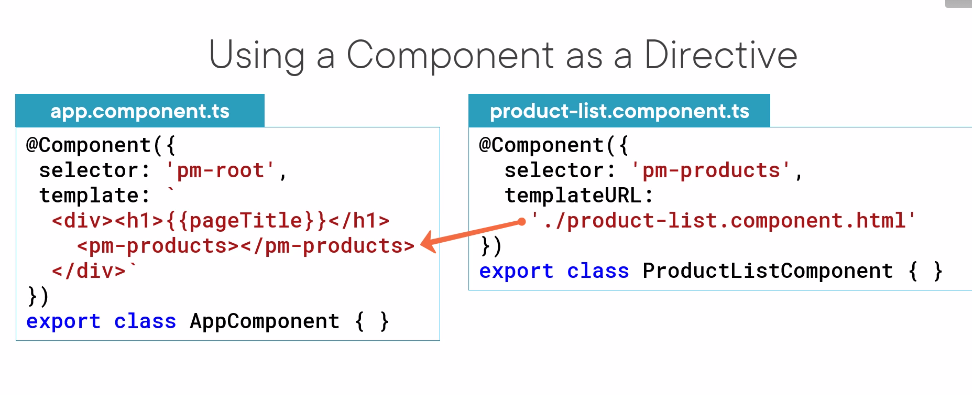 Using a Component as a Directive
app.component.ts
@Component({
selector: 'pm-root',
template: `
<div><h1>{{pageTitle}}</h1>
<pm-products></pm-products>
</div>`
})
export class AppComponent { }
product-list.component.ts
@Component({
selector: 'pm-products',
templateURL:
'./product-list.component.html'
})
export class ProductListComponent { }